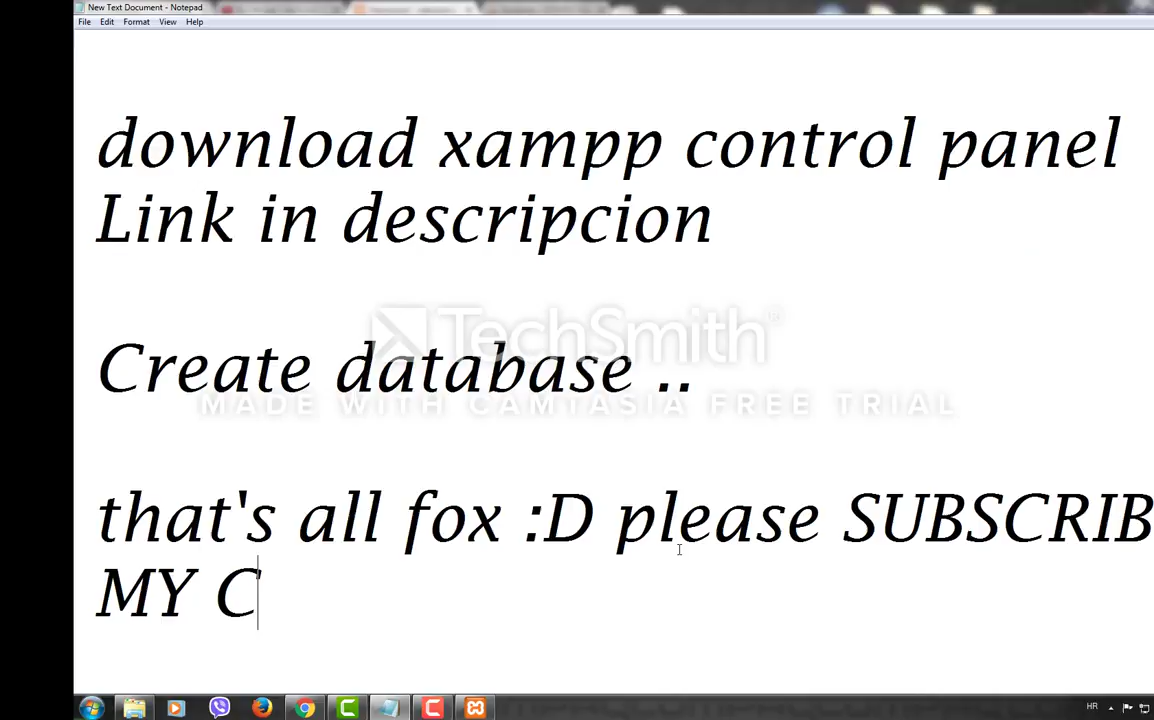 New Text Document - Notepad
File Edit Format View Help
download xampp control panel
Link in descripcion
TechSmith®
Create database ..
MADE WITH CAMTASIA FREE TRIAL
that's all fox :D please SUBSCRIB
MY C
HR